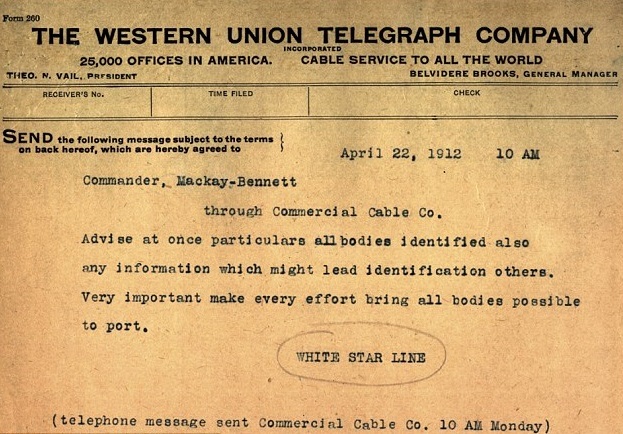 Form 260
THE WESTERN UNION TELEGRAPH COMPANY
INCORPORATED
25,000 OFFICES IN AMERICA. CABLE SERVICE TO ALL THE WORLD
THEO. N. VAIL, PRESIDENT BELVIDERE BROOKS, GENERAL MANAGER
RECEIVER'S No. TIME FILED CHECK
SEND the following message subject to the terms
on back hereof, which are hereby agreed to
April 22, 1912 10 AM
Commander, Mackay-Bennett
through Commercial Cable Co.
Advise at once particulars all bodies identified also
any information which might lead identification others.
Very important make every effort bring all bodies possible
to port.
WHITE STAR LINE
(telephone message sent Commercial Cable Co. 10 AM Monday)